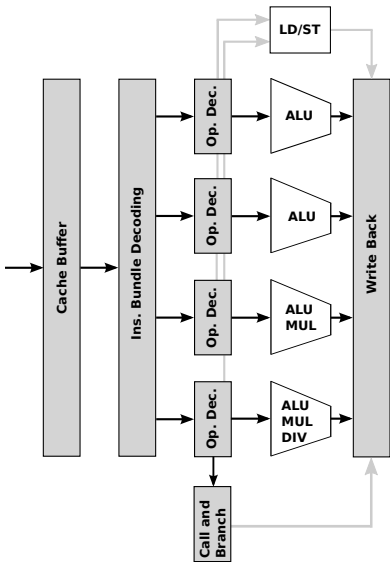 LD/ST
Cache Buffer
Ins. Bundle Decoding
Op. Dec.
ALU
Op. Dec.
ALU
Op. Dec.
ALU
MUL
Op. Dec.
ALU
MUL
DIV
Write Back
Call and
Branch